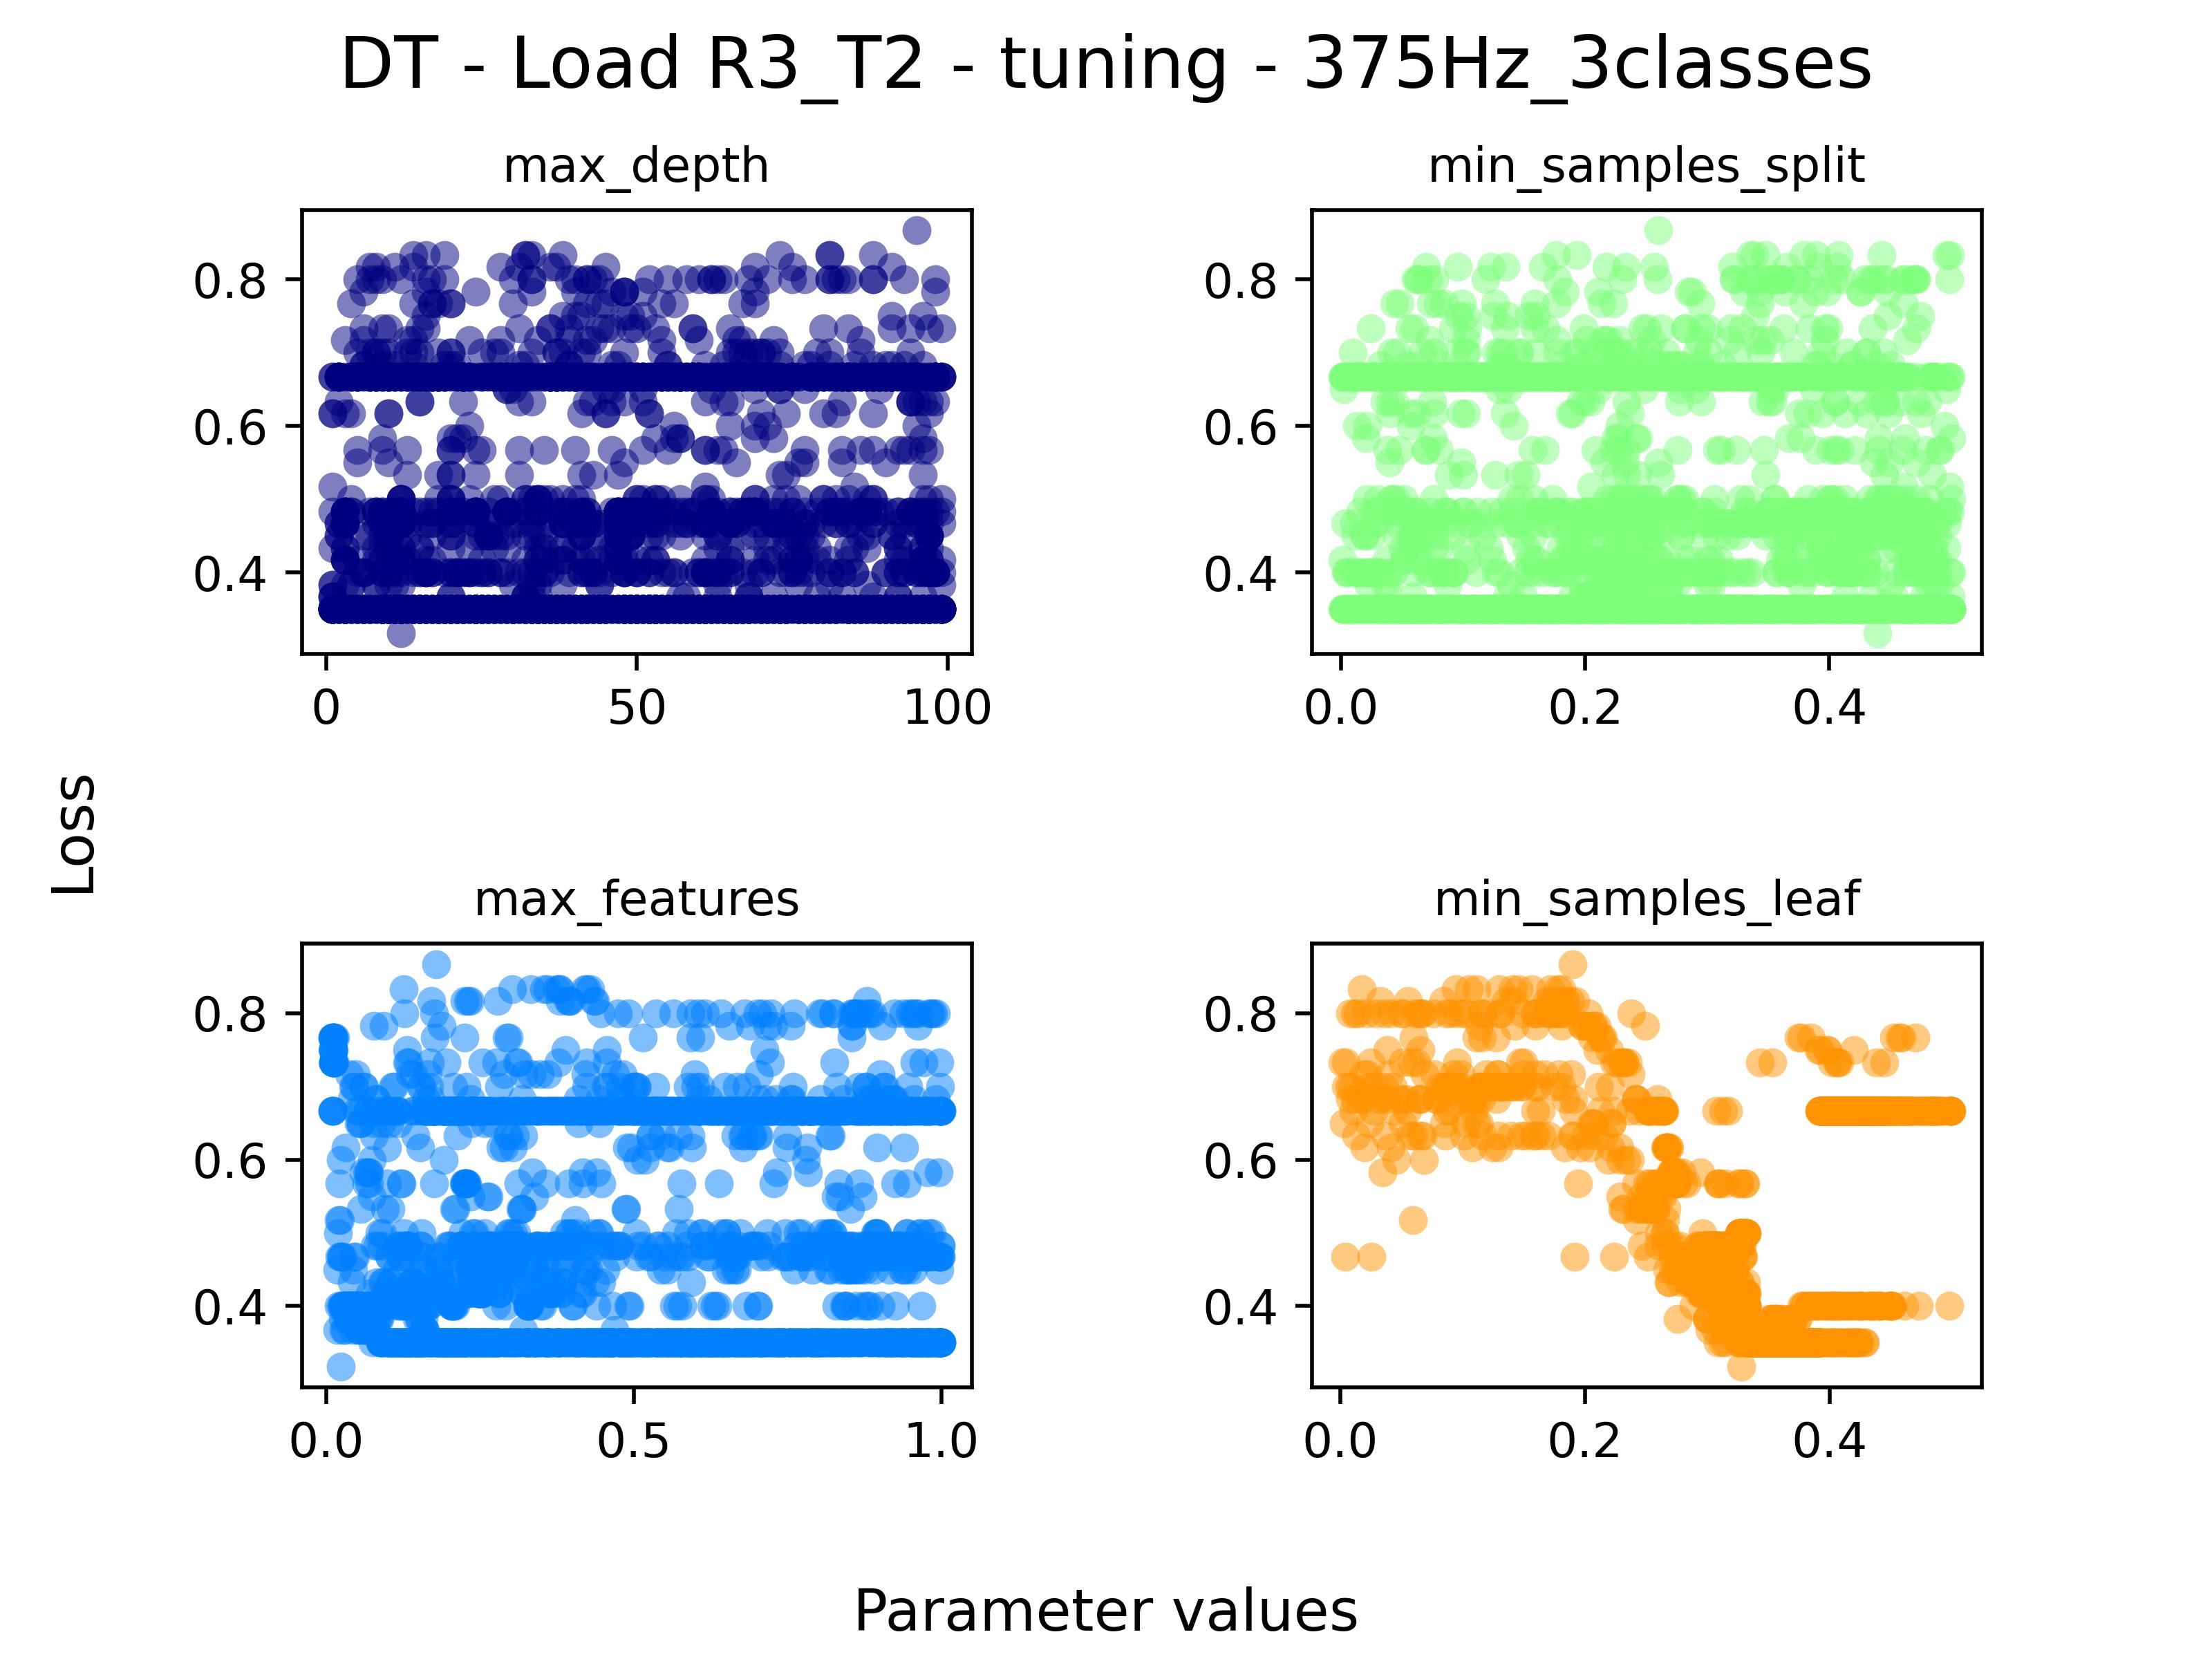 DT - Load R3_T2 - tuning - 375Hz_3classes
max_depth
min_samples_split
0.8
0.6
0.4
0 50 100
0.8
0.6
0.4
0.0 0.2 0.4
Loss
max_features
min_samples_leaf
0.8
0.6
0.4
0.0 0.5 1.0
0.8
0.6
0.4
0.0 0.2 0.4
Parameter values